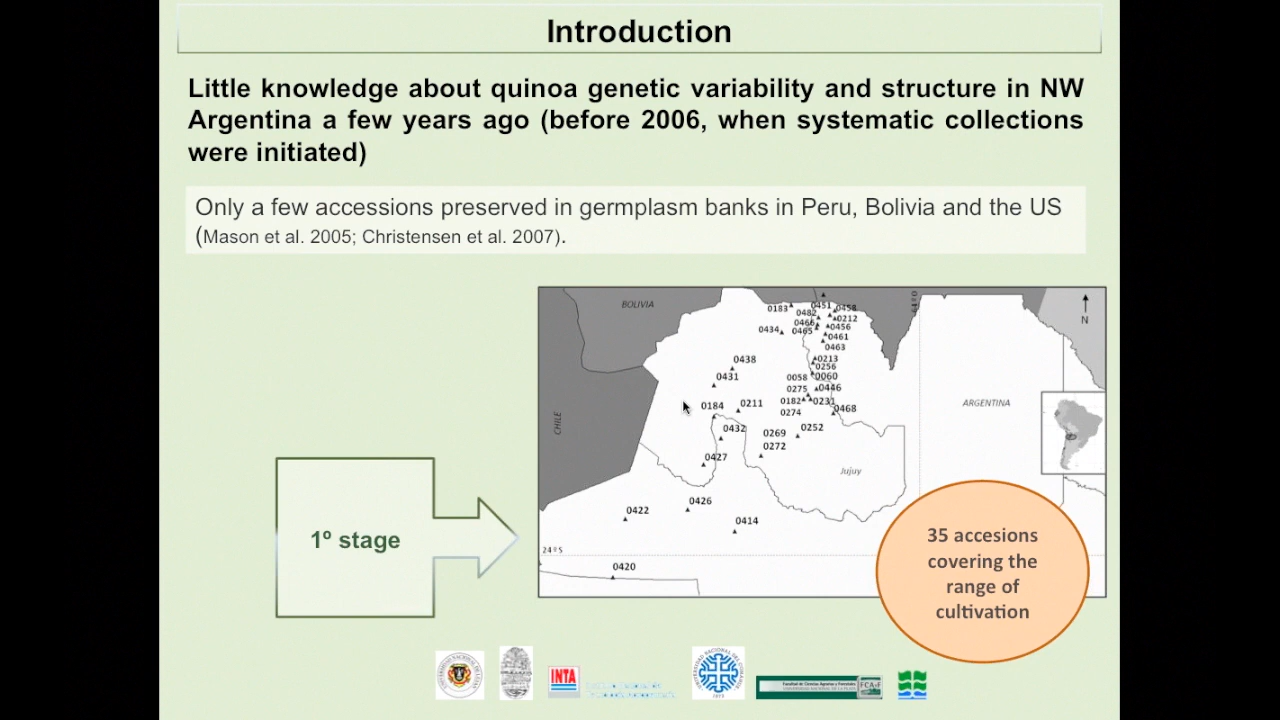 Introduction
Little knowledge about quinoa genetic variability and structure in NW
Argentina a few years ago (before 2006, when systematic collections
were initiated)
Only a few accessions preserved in germplasm banks in Peru, Bolivia and the US
(Mason et al. 2005; Christensen et al. 2007).
1º stage
BOLIVIA
CHILE
ARGENTINA
Jujuy
N
24º S
0183
0451
0458
0482
0212
0466
0456
0434
0465
0461
0463
0213
0256
0438
0431
0058
0060
0275
0446
0182
0231
0184
0211
0274
0468
0432
0269
0252
0272
0427
0426
0422
0414
0420
35 accesions
covering the
range of
cultivation
INTA
FCAyF